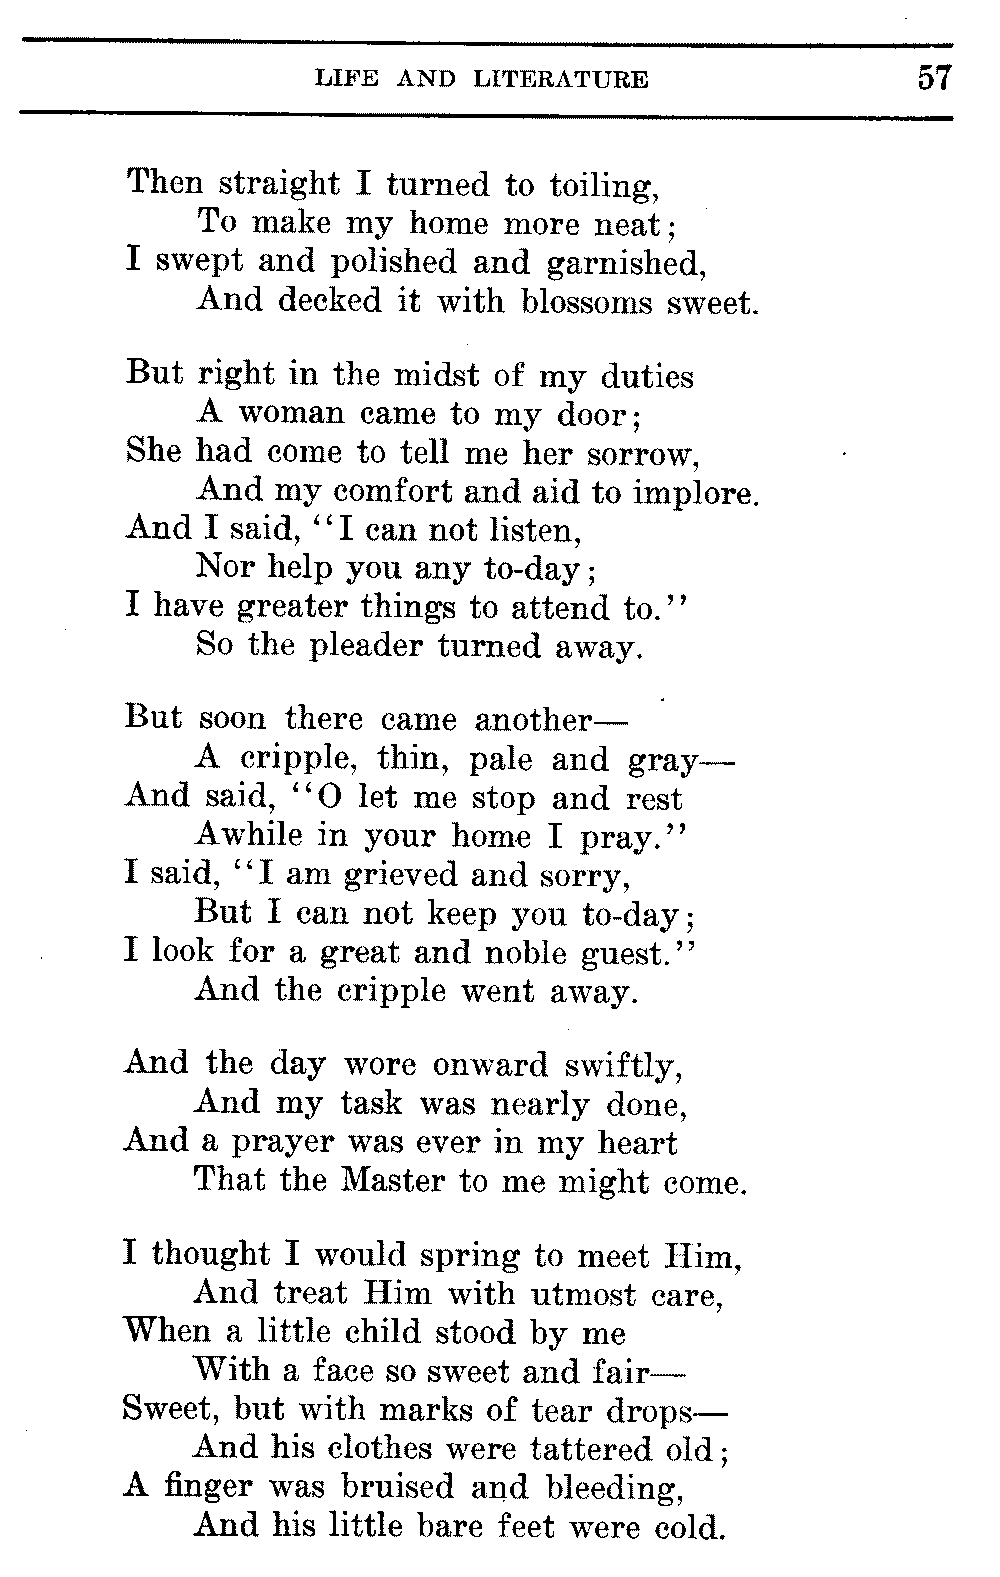 LIFE AND LITERATURE 57
Then straight I turned to toiling,
To make my home more neat;
I swept and polished and garnished,
And decked it with blossoms sweet.
But right in the midst of my duties
A woman came to my door;
She had come to tell me her sorrow,
And my comfort and aid to implore.
And I said, "I can not listen,
Nor help you any to-day;
I have greater things to attend to."
So the pleader turned away.
But soon there came another—
A cripple, thin, pale and gray—
And said, "O let me stop and rest
Awhile in your home I pray."
I said, "I am grieved and sorry,
But I can not keep you to-day;
I look for a great and noble guest."
And the cripple went away.
And the day wore onward swiftly,
And my task was nearly done,
And a prayer was ever in my heart
That the Master to me might come.
I thought I would spring to meet Him,
And treat Him with utmost care,
When a little child stood by me
With a face so sweet and fair—
Sweet, but with marks of tear drops—
And his clothes were tattered old;
A finger was bruised and bleeding,
And his little bare feet were cold.